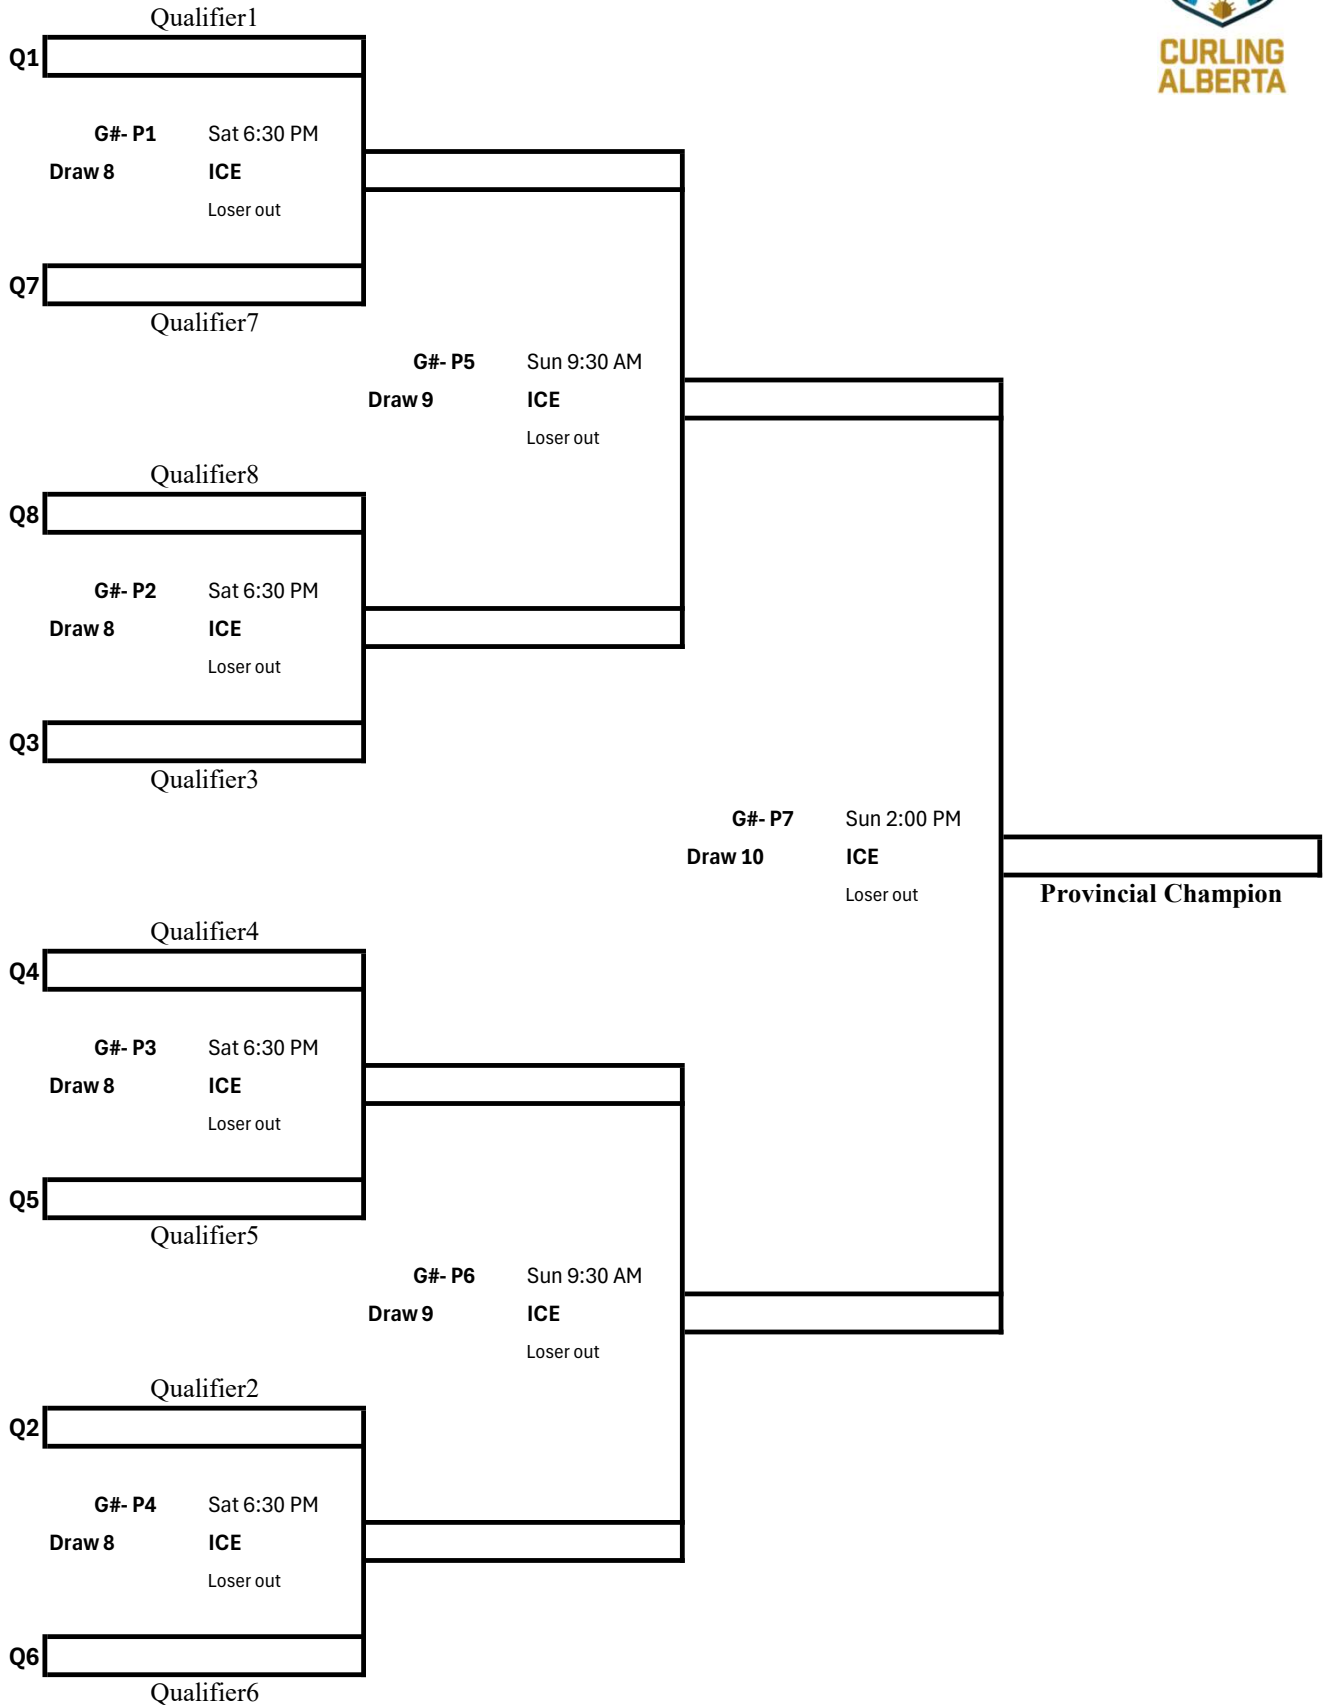 Qualifier1
CURLING
ALBERTA
Q1
G#- P1 Sat 6:30 PM
Draw 8 ICE
Loser out
Q7
Qualifier7
G#- P5 Sun 9:30 AM
Draw 9 ICE
Loser out
Qualifier8
Q8
G#- P2 Sat 6:30 PM
Draw 8 ICE
Loser out
Q3
Qualifier3
G#- P7 Sun 2:00 PM
Draw 10 ICE
Loser out
Provincial Champion
Qualifier4
Q4
G#- P3 Sat 6:30 PM
Draw 8 ICE
Loser out
Q5
Qualifier5
G#- P6 Sun 9:30 AM
Draw 9 ICE
Loser out
Qualifier2
Q2
G#- P4 Sat 6:30 PM
Draw 8 ICE
Loser out
Q6
Qualifier6